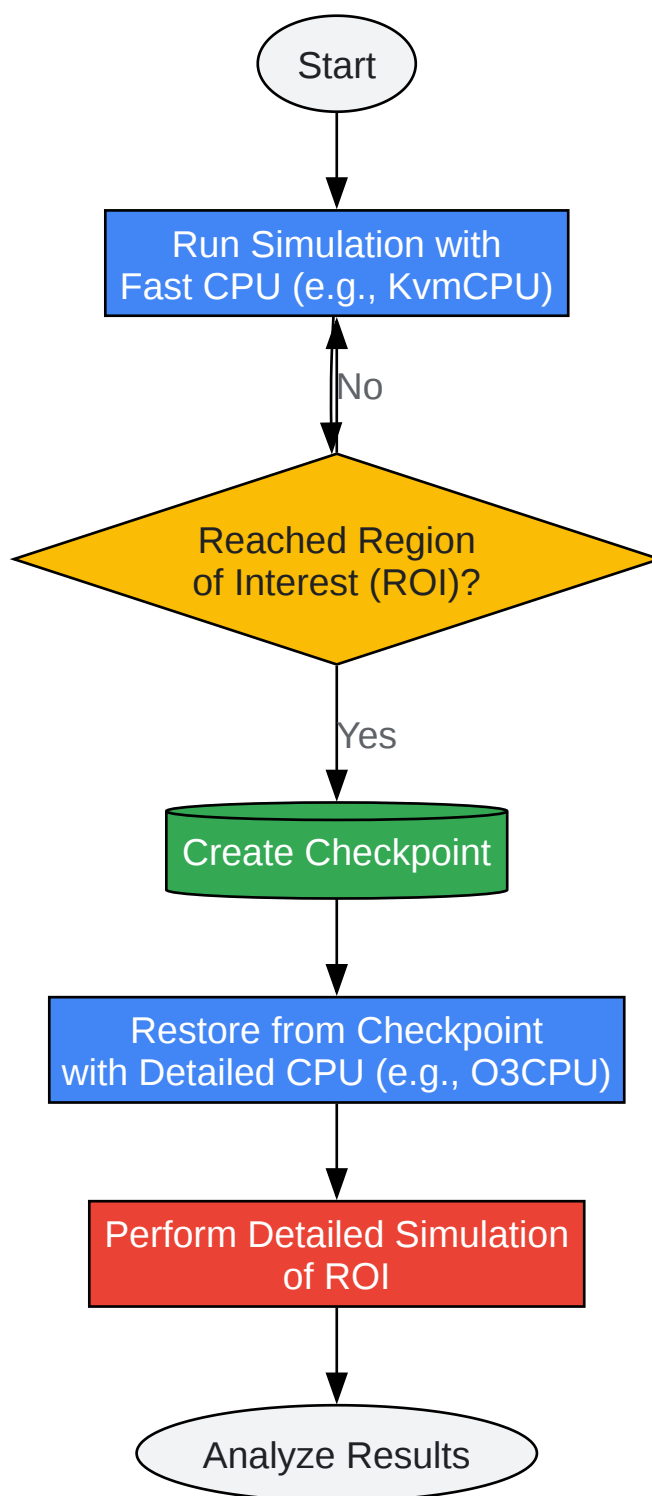 Start
Run Simulation with
Fast CPU (e.g., KvmCPU)
No
Reached Region
of Interest (ROI)?
Yes
Create Checkpoint
Restore from Checkpoint
with Detailed CPU (e.g., O3CPU)
Perform Detailed Simulation
of ROI
Analyze Results